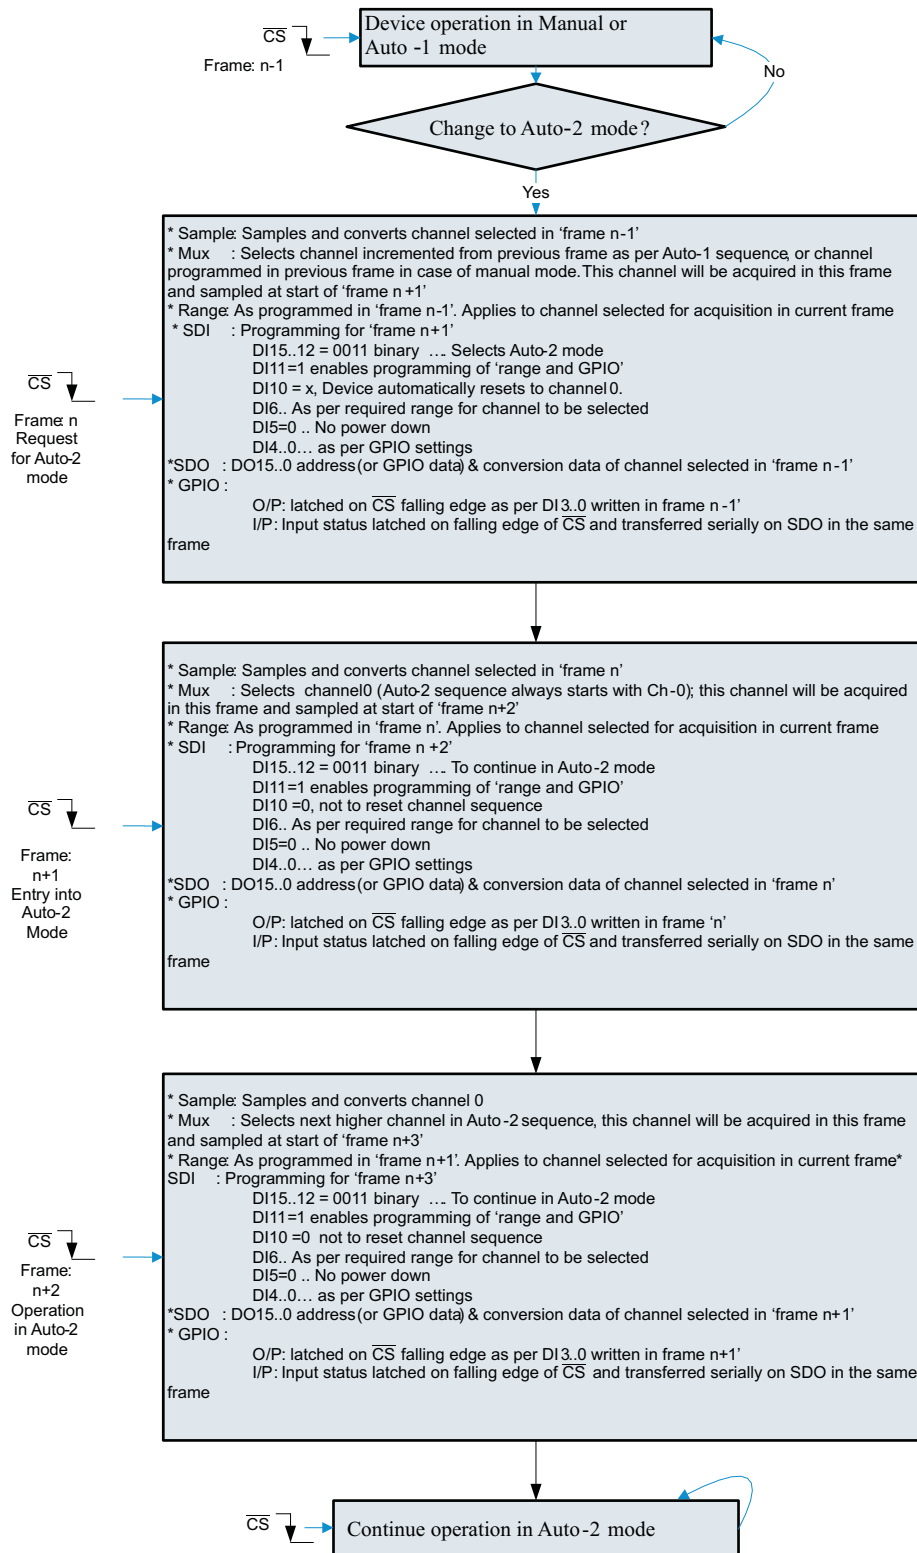 Device operation in Manual or
Auto -1 mode
CS
Frame: n-1
No
Change to Auto-2 mode?
Yes
* Sample: Samples and converts channel selected in ‘frame n-1’
* Mux : Selects channel incremented from previous frame as per Auto-1 sequence, or channel
programmed in previous frame in case of manual mode. This channel will be acquired in this frame
and sampled at start of ‘frame n+1’
* Range: As programmed in ‘frame n-1’. Applies to channel selected for acquisition in current frame
* SDI : Programming for ‘frame n+1’
DI15..12 = 0011 binary .... Selects Auto-2 mode
DI11=1 enables programming of ‘range and GPIO’
DI10 = x, Device automatically resets to channel 0.
DI6.. As per required range for channel to be selected
DI5=0 .. No power down
DI4..0... as per GPIO settings
*SDO : DO15..0 address (or GPIO data) & conversion data of channel selected in ‘frame n-1’
* GPIO :
O/P: latched on CS falling edge as per DI3..0 written in frame n-1’
I/P: Input status latched on falling edge of CS and transferred serially on SDO in the same
frame
CS
Frame: n
Request
for Auto-2
mode
* Sample: Samples and converts channel selected in ‘frame n’
* Mux : Selects channel0 (Auto-2 sequence always starts with Ch-0); this channel will be acquired
in this frame and sampled at start of ‘frame n+2’
* Range: As programmed in ‘frame n’. Applies to channel selected for acquisition in current frame
* SDI : Programming for ‘frame n+2’
DI15..12 = 0011 binary .... To continue in Auto-2 mode
DI11=1 enables programming of ‘range and GPIO’
DI10 =0, not to reset channel sequence
DI6.. As per required range for channel to be selected
DI5=0 .. No power down
DI4..0... as per GPIO settings
*SDO : DO15..0 address (or GPIO data) & conversion data of channel selected in ‘frame n’
* GPIO :
O/P: latched on CS falling edge as per DI3..0 written in frame ‘n’
I/P: Input status latched on falling edge of CS and transferred serially on SDO in the same
frame
CS
Frame:
n+1
Entry into
Auto-2
Mode
* Sample: Samples and converts channel 0
* Mux : Selects next higher channel in Auto-2 sequence, this channel will be acquired in this frame
and sampled at start of ‘frame n+3’
* Range: As programmed in ‘frame n+1’. Applies to channel selected for acquisition in current frame*
SDI : Programming for ‘frame n+3’
DI15..12 = 0011 binary .... To continue in Auto-2 mode
DI11=1 enables programming of ‘range and GPIO’
DI10 =0 not to reset channel sequence
DI6.. As per required range for channel to be selected
DI5=0 .. No power down
DI4..0... as per GPIO settings
*SDO : DO15..0 address (or GPIO data) & conversion data of channel selected in ‘frame n+1’
* GPIO :
O/P: latched on CS falling edge as per DI3..0 written in frame n+1’
I/P: Input status latched on falling edge of CS and transferred serially on SDO in the same
frame
CS
Frame:
n+2
Operation
in Auto-2
mode
CS
Continue operation in Auto-2 mode